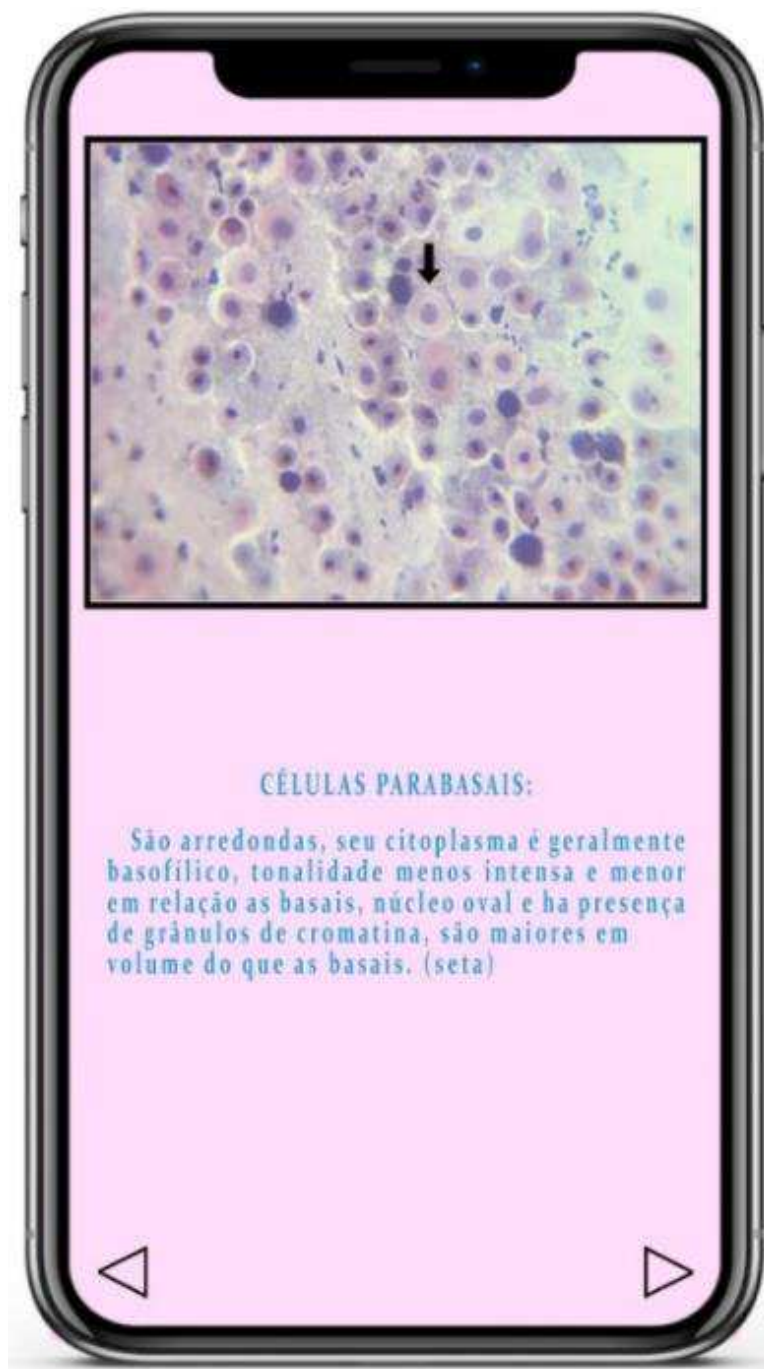 CÉLULAS PARABASAIS:
São arredondas, seu citoplasma é geralmente
basofílico, tonalidade menos intensa e menor
em relação as basais, núcleo oval e ha presença
de grânulos de cromatina, são maiores em
volume do que as basais. (seta)